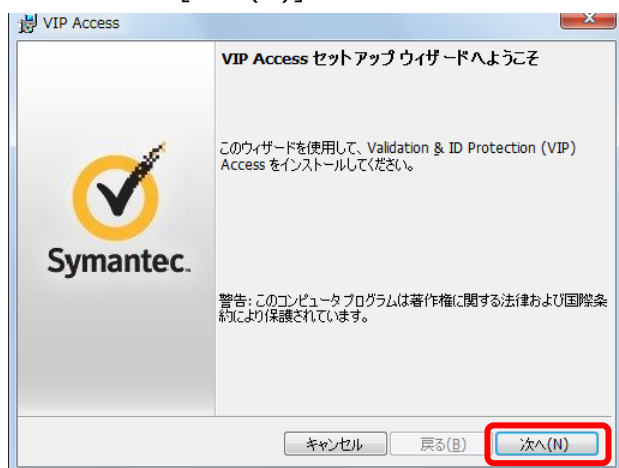 VIP Access
VIP Access セットアップ ウィザードへようこそ
このウィザードを使用して、Validation & ID Protection (VIP)
Access をインストールしてください。
Symantec.
警告: このコンピュータ プログラムは著作権に関する法律および国際条
約により保護されています。
キャンセル 戻る(B) 次へ(N)